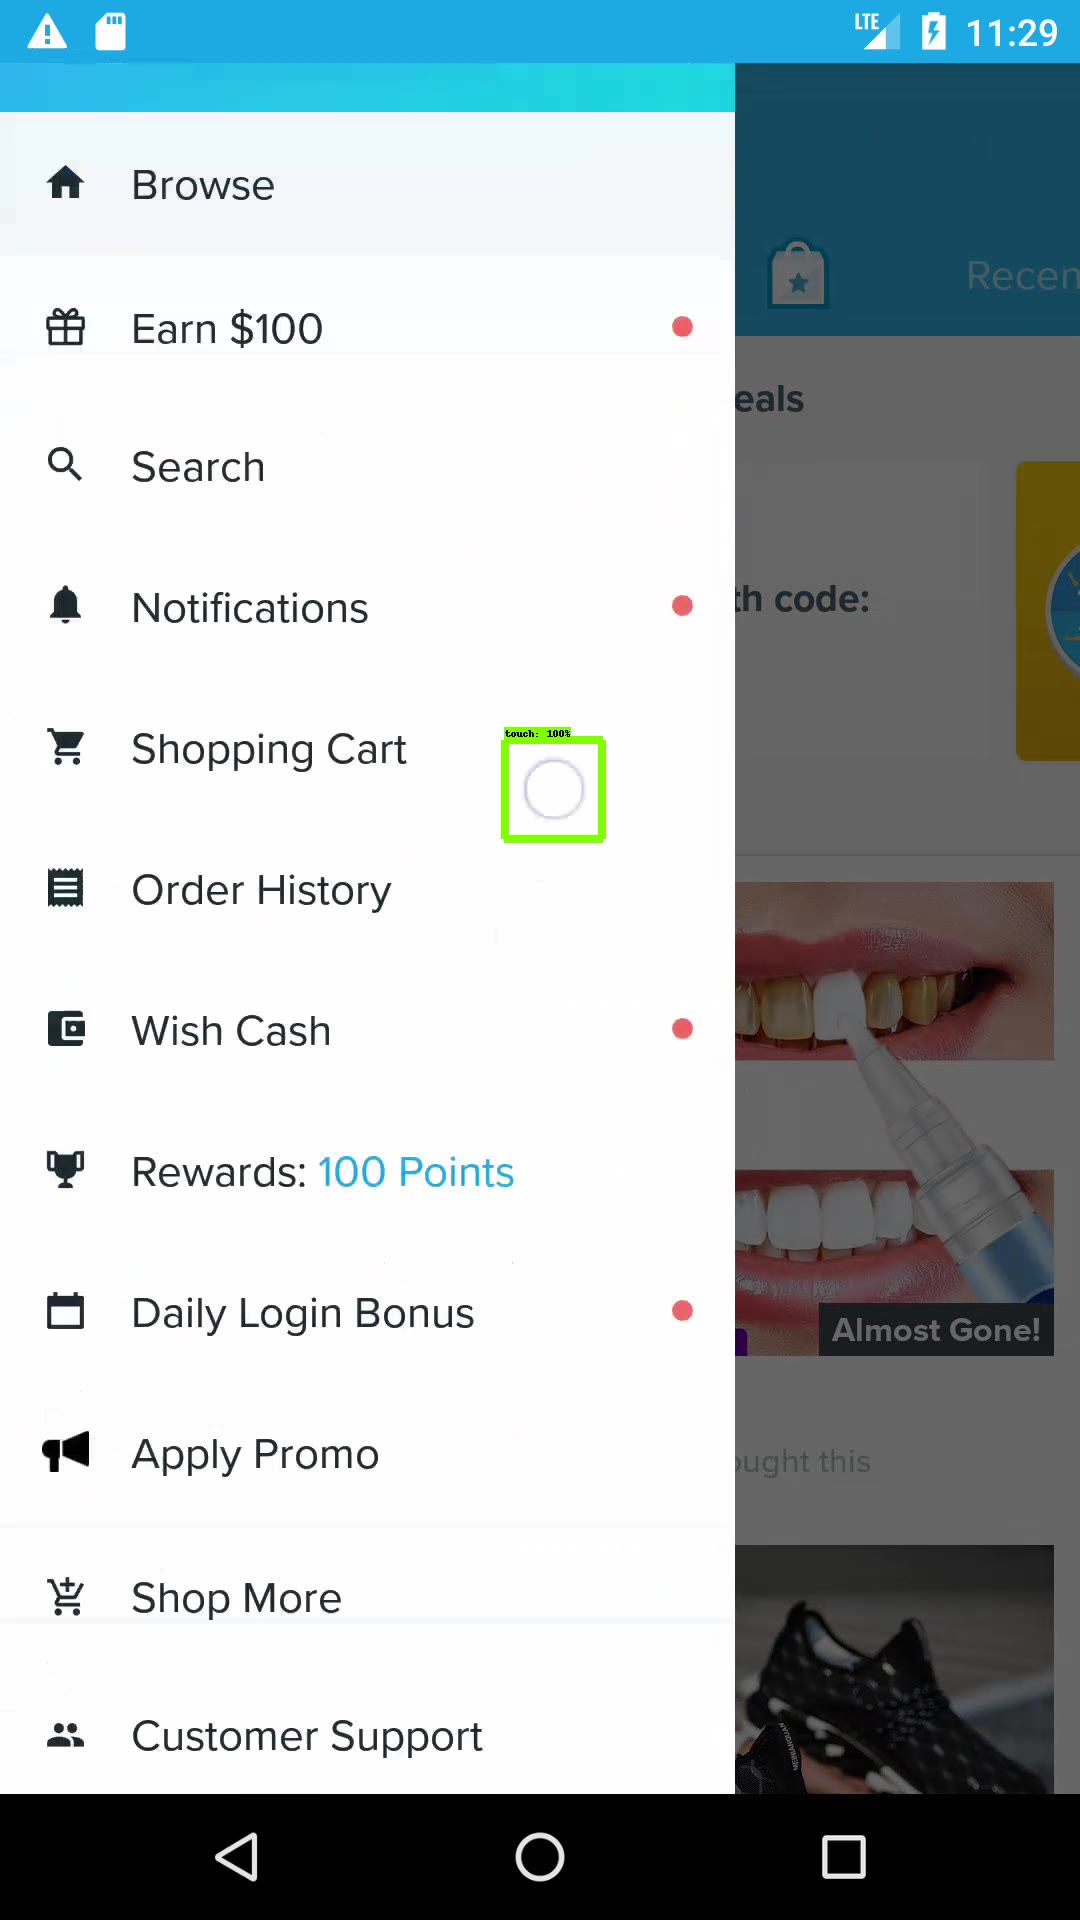 LTE 11:29
Browse
Recen
Earn $100
eals
Search
th code:
Notifications
touch: 100%
Shopping Cart
Order History
Wish Cash
Rewards: 100 Points
Daily Login Bonus
Almost Gone!
Apply Promo
ought this
Shop More
Customer Support